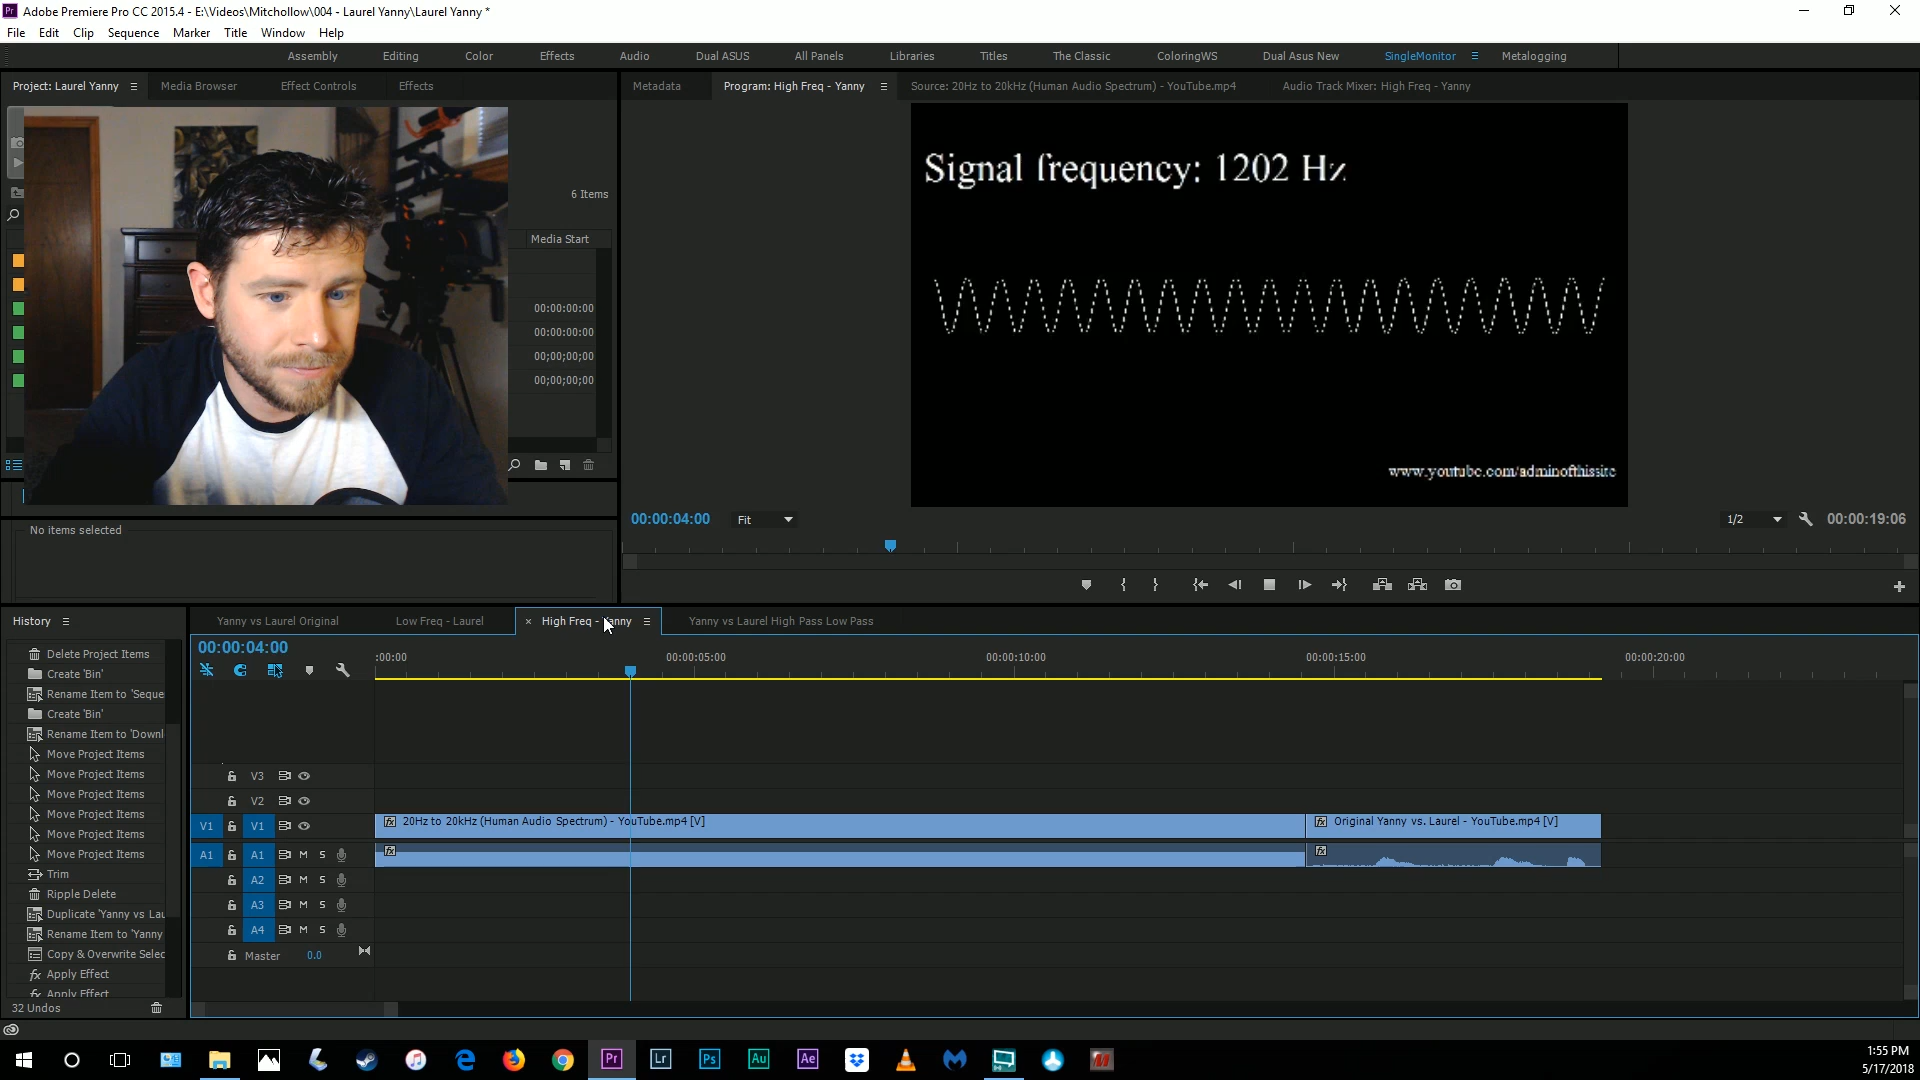 Adobe Premiere Pro CC 2015.4 - E:\Videos\Mitchollow\004 - Laurel Yanny\Laurel Yanny *
File Edit Clip Sequence Marker Title Window Help
Assembly Editing Color Effects Audio Dual ASUS All Panels Libraries Titles The Classic ColoringWS Dual Asus New SingleMonitor Metalogging
Project: Laurel Yanny Media Browser Effect Controls Effects
6 Items
Media Start
00:00:00:00
00:00:00:00
00;00;00;00
00;00;00;00
No items selected
Metadata Program: High Freq - Yanny Source: 20Hz to 20kHz (Human Audio Spectrum) - YouTube.mp4 Audio Track Mixer: High Freq - Yanny
Signal frequency: 1202 Hz
www.youtube.com/adminofthissite
00:00:04:00 Fit 1/2 00:00:19:06
History
Delete Project Items
Create 'Bin'
Rename Item to 'Seque
Create 'Bin'
Rename Item to 'Downl
Move Project Items
Move Project Items
Move Project Items
Move Project Items
Move Project Items
Move Project Items
Trim
Ripple Delete
Duplicate 'Yanny vs Lau
Rename Item to 'Yanny
Copy & Overwrite Selec
Apply Effect
Apply Effect
32 Undos
Yanny vs Laurel Original Low Freq - Laurel × High Freq - Yanny Yanny vs Laurel High Pass Low Pass
00:00:04:00
:00:00 00:00:05:00 00:00:10:00 00:00:15:00 00:00:20:00
V3
V2
V1 V1 fx 20Hz to 20kHz (Human Audio Spectrum) - YouTube.mp4 [V] fx Original Yanny vs. Laurel - YouTube.mp4 [V]
A1 A1 M S fx fx
A2 M S
A3 M S
A4 M S
Master 0.0
Pr Lr Ps Au Ae
1:55 PM
5/17/2018